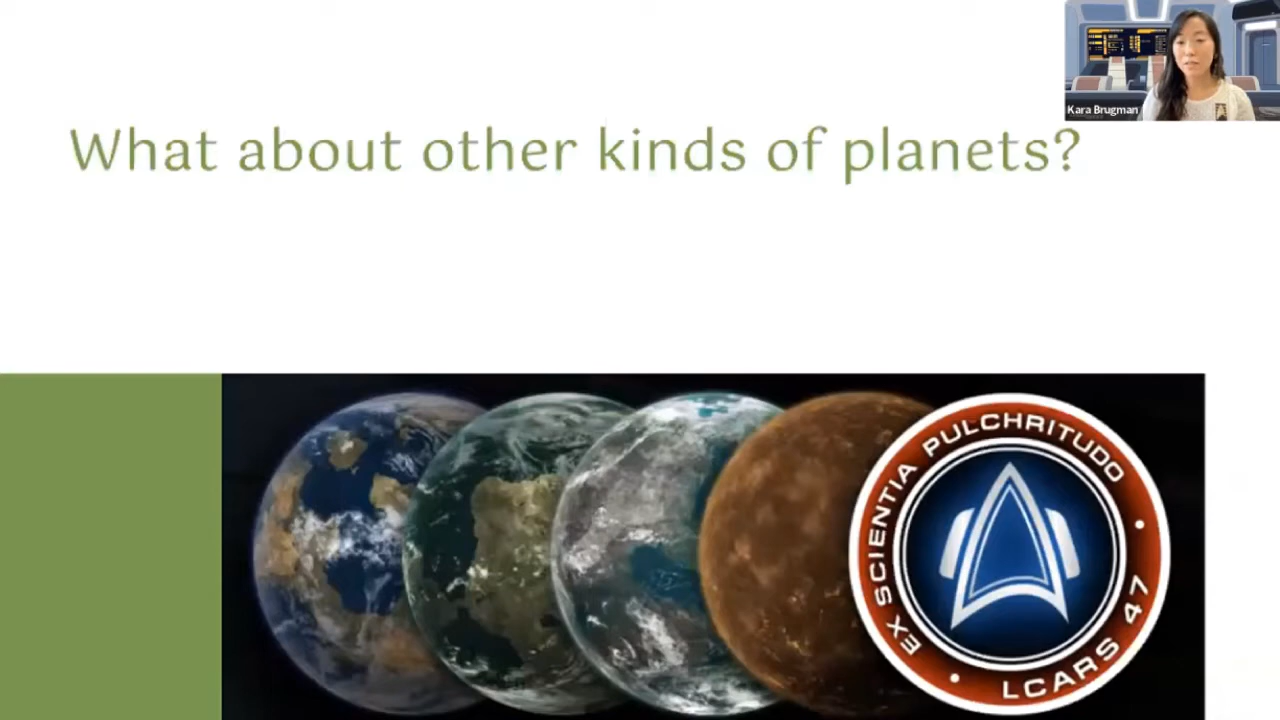 Kara Brugman
What about other kinds of planets?
EX SCIENTIA PULCHRITUDO
LCARS 47